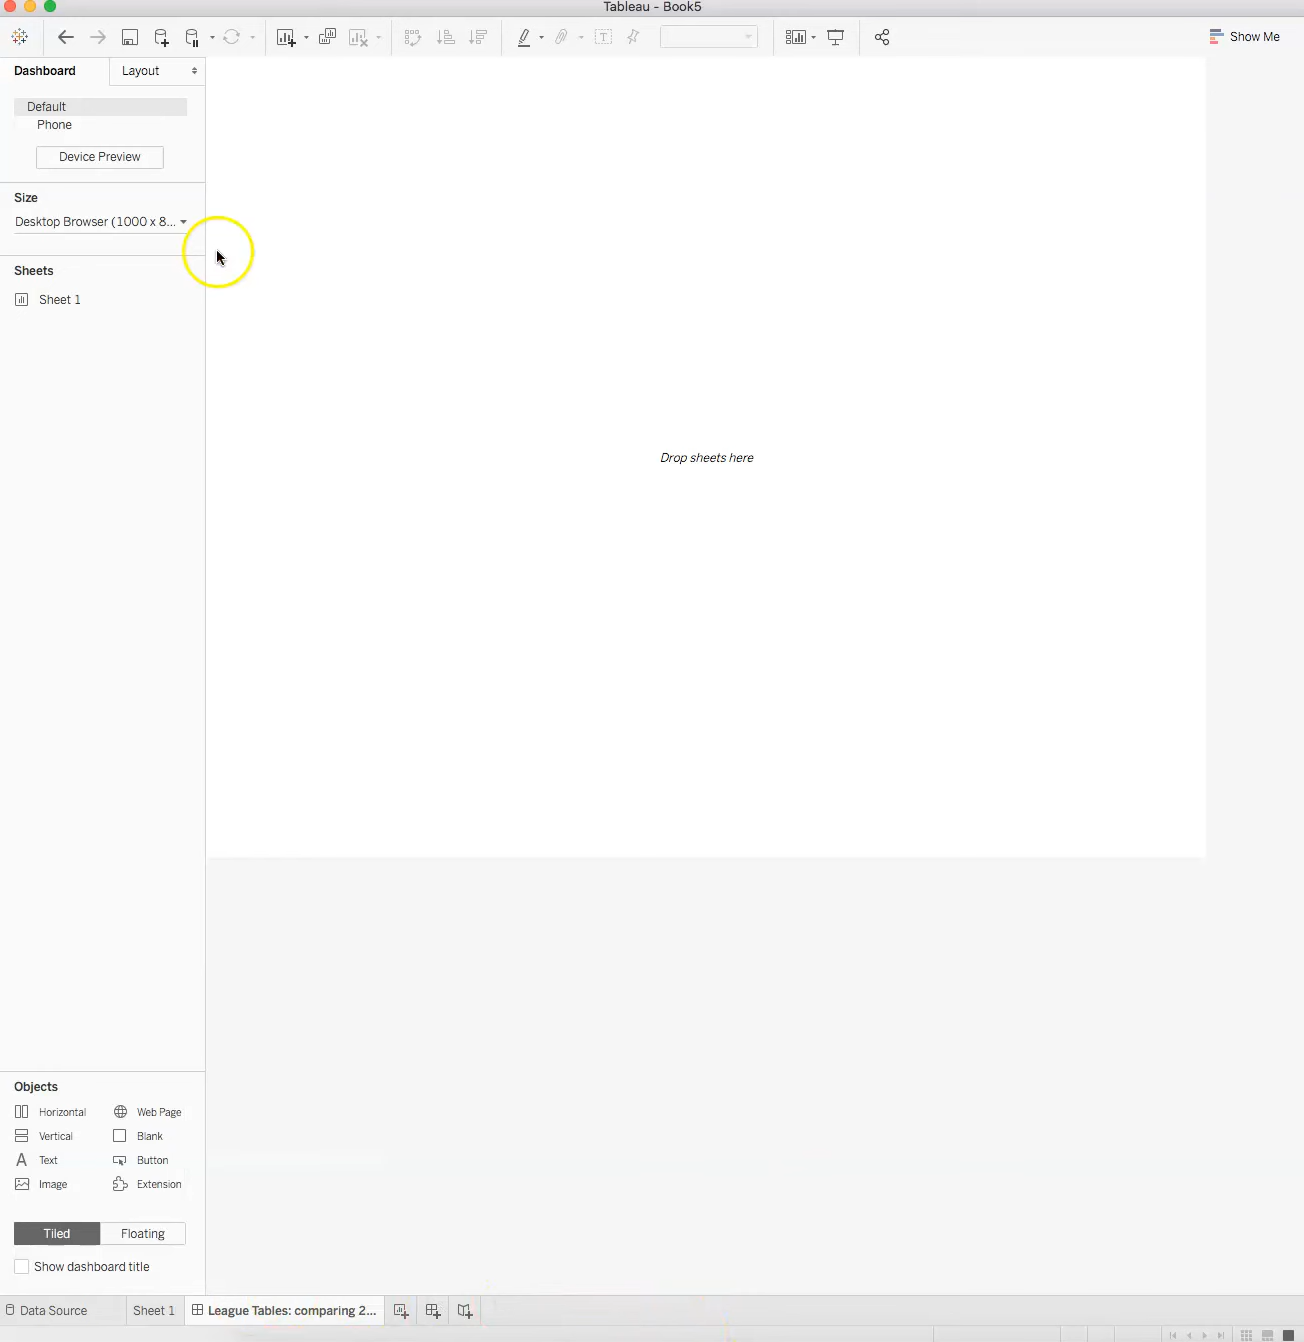 Tableau - Book5
Show Me
Dashboard
Layout
Default
Phone
Device Preview
Size
Desktop Browser (1000 x 8...
Sheets
Sheet 1
Drop sheets here
Objects
Horizontal
Web Page
Vertical
Blank
Text
Button
Image
Extension
Tiled
Floating
Show dashboard title
Data Source
Sheet 1
League Tables: comparing 2...